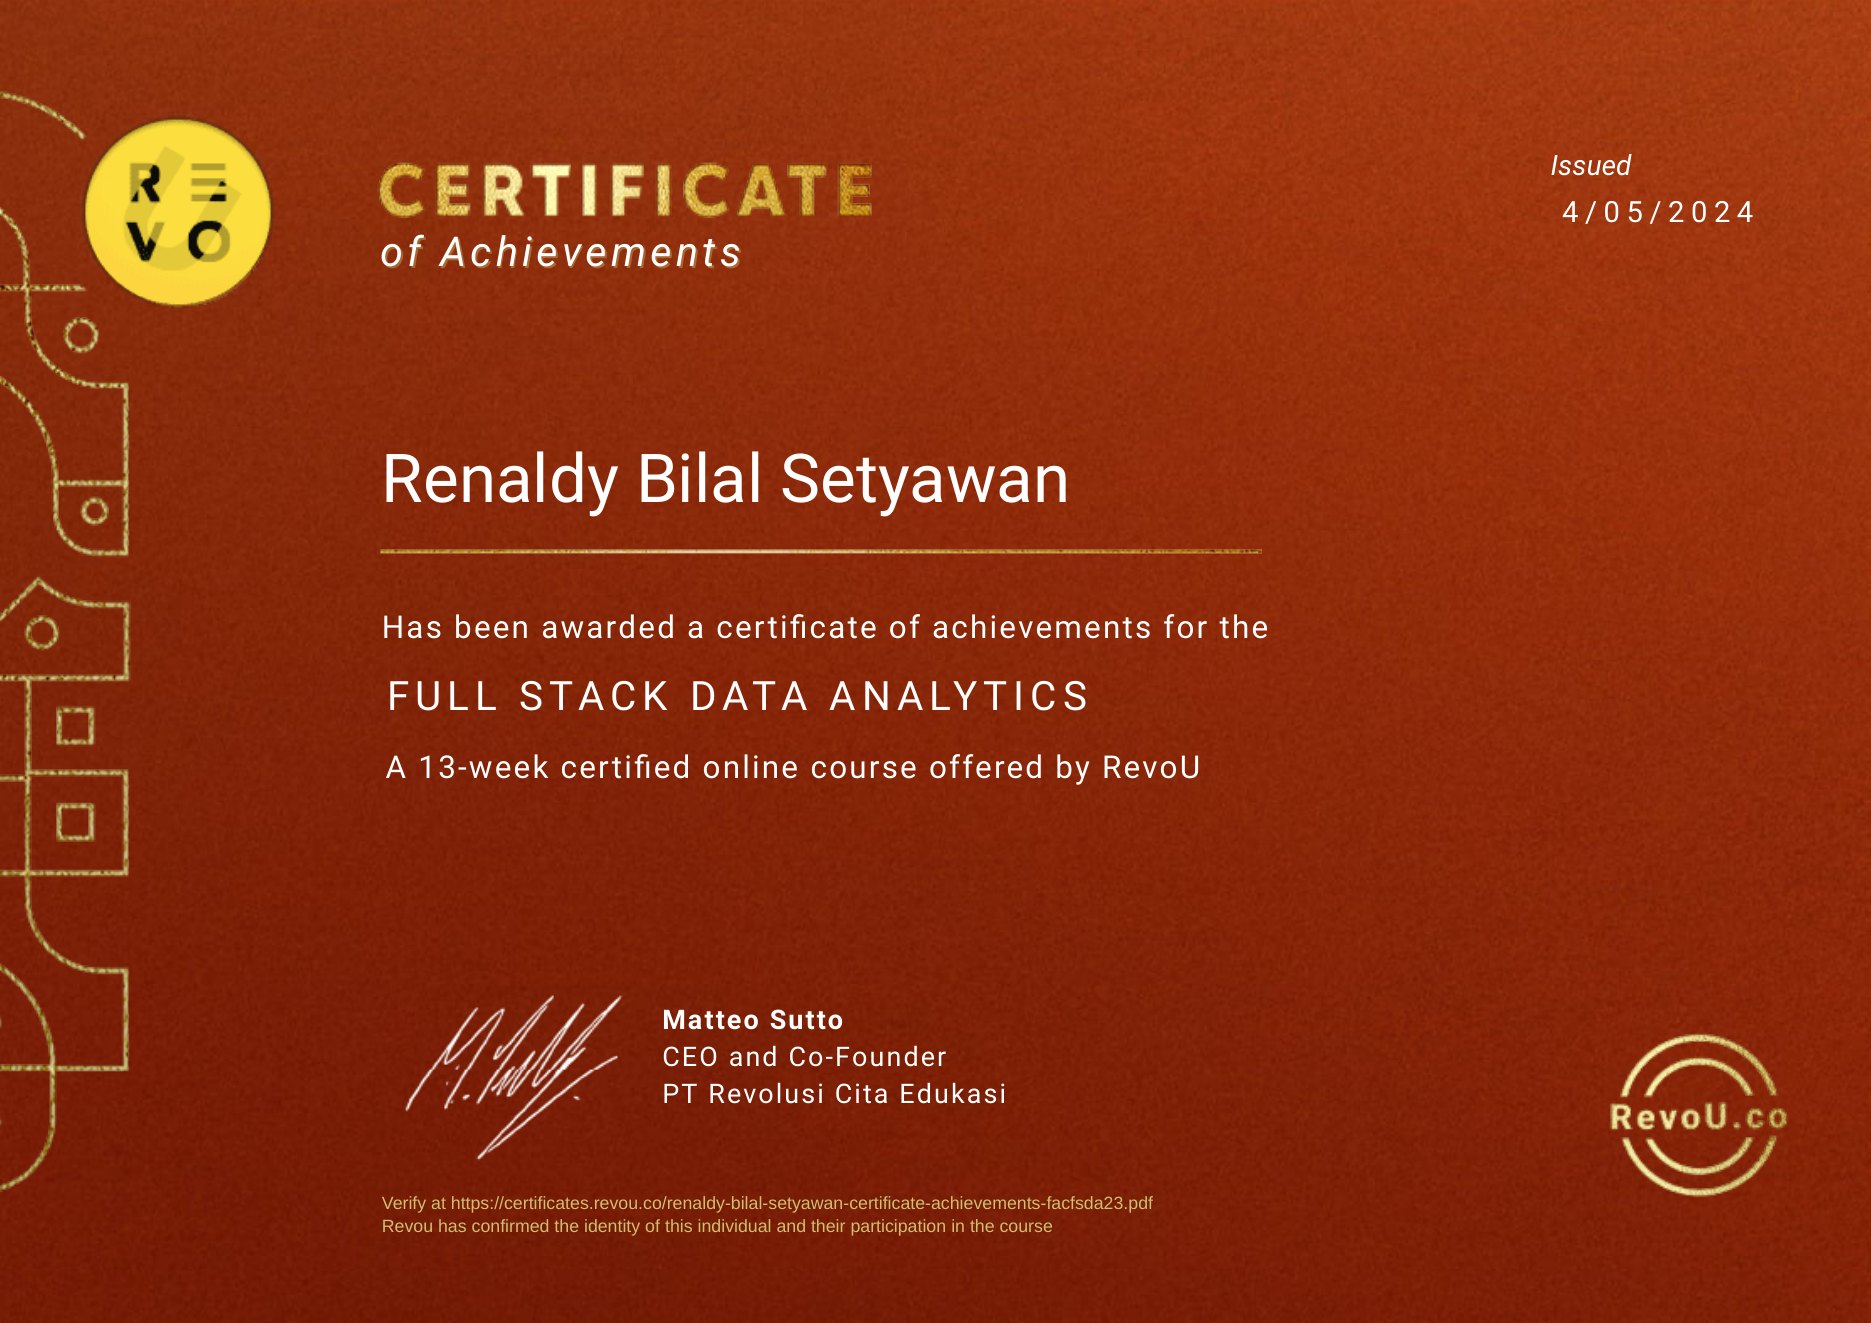 R E
V O
CERTIFICATE
of Achievements
Issued
4/05/2024
Renaldy Bilal Setyawan
Has been awarded a certificate of achievements for the
FULL STACK DATA ANALYTICS
A 13-week certified online course offered by RevoU
Matteo Sutto
CEO and Co-Founder
PT Revolusi Cita Edukasi
RevoU.co
Verify at https://certificates.revou.co/renaldy-bilal-setyawan-certificate-achievements-facfsda23.pdf
Revou has confirmed the identity of this individual and their participation in the course